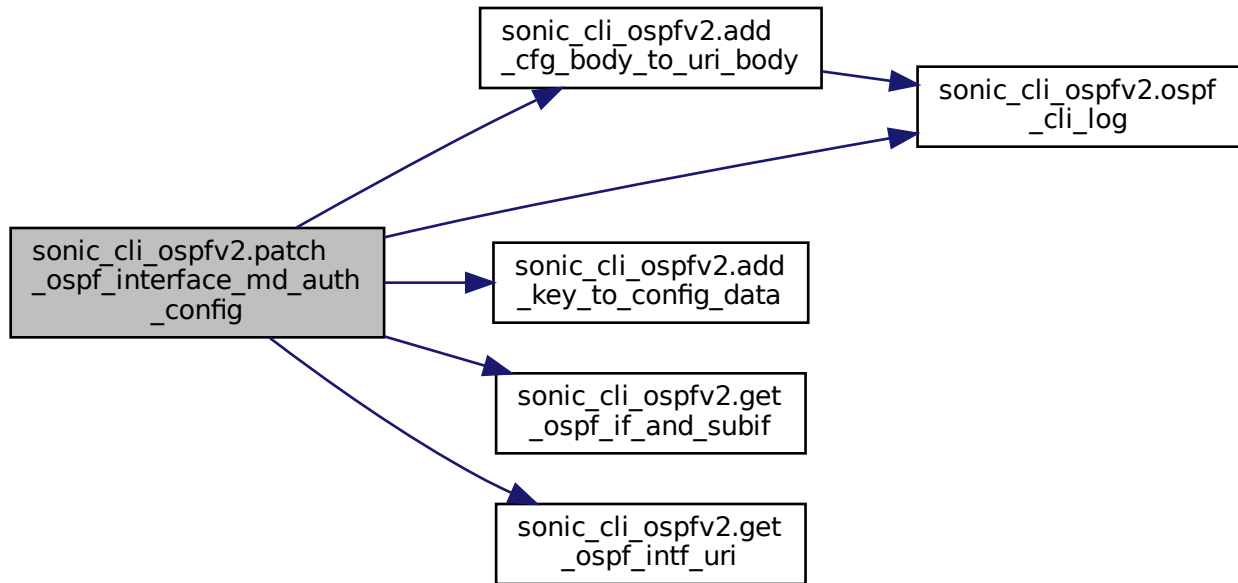 sonic_cli_ospfv2.add
_cfg_body_to_uri_body
sonic_cli_ospfv2.ospf
_cli_log
sonic_cli_ospfv2.patch
_ospf_interface_md_auth
_config
sonic_cli_ospfv2.add
_key_to_config_data
sonic_cli_ospfv2.get
_ospf_if_and_subif
sonic_cli_ospfv2.get
_ospf_intf_uri